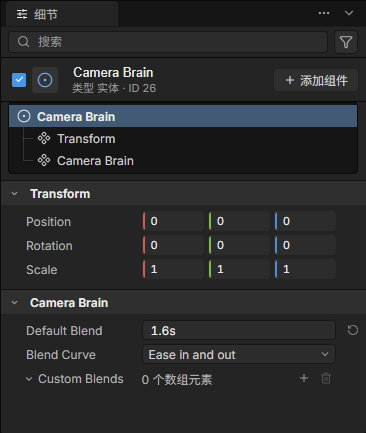 细节
搜索
Camera Brain
类型 实体 · ID 26
+ 添加组件
Camera Brain
Transform
Camera Brain
Transform
Position 0 0 0
Rotation 0 0 0
Scale 1 1 1
Camera Brain
Default Blend 1.6s
Blend Curve Ease in and out
Custom Blends 0 个数组元素